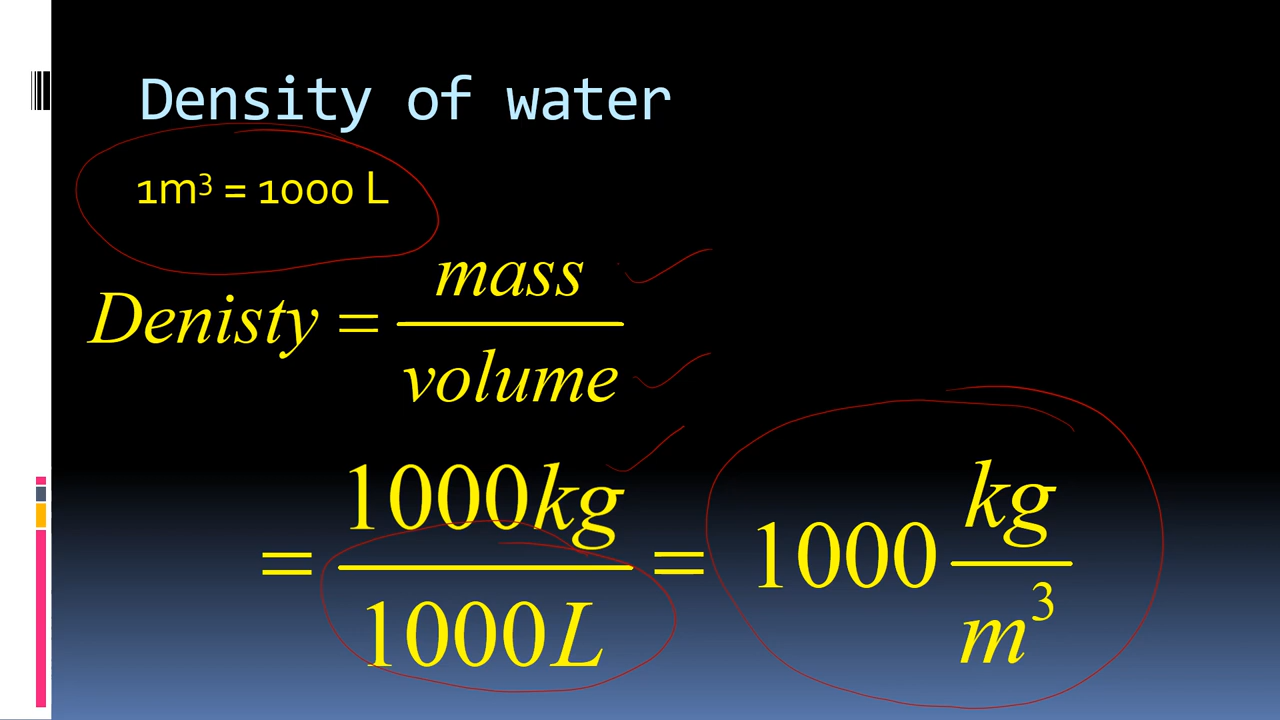 Density of water
1m³ = 1000 L
Denisty = mass / volume
= 1000kg / 1000L = 1000 kg / m³